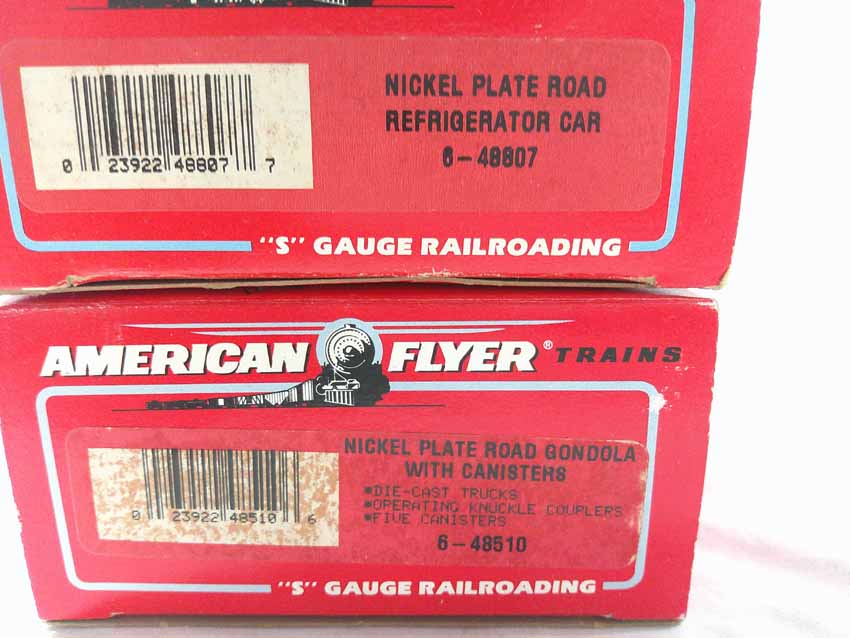 NICKEL PLATE ROAD
REFRIGERATOR CAR
6-48807
0 23922 48807 7
"S" GAUGE RAILROADING
AMERICAN FLYER® TRAINS
NICKEL PLATE ROAD GONDOLA
WITH CANISTERS
*DIE-CAST TRUCKS
*OPERATING KNUCKLE COUPLERS
*FIVE CANISTERS
6-48510
0 23922 48510 6
"S" GAUGE RAILROADING